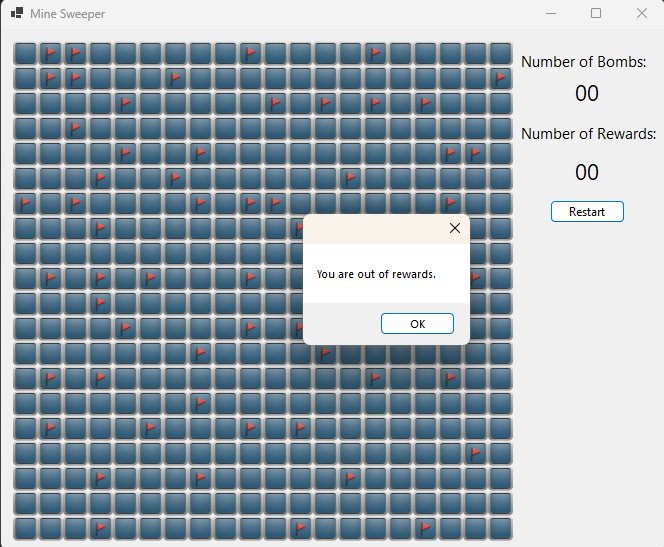 Mine Sweeper
Number of Bombs:
00
Number of Rewards:
00
Restart
You are out of rewards.
OK